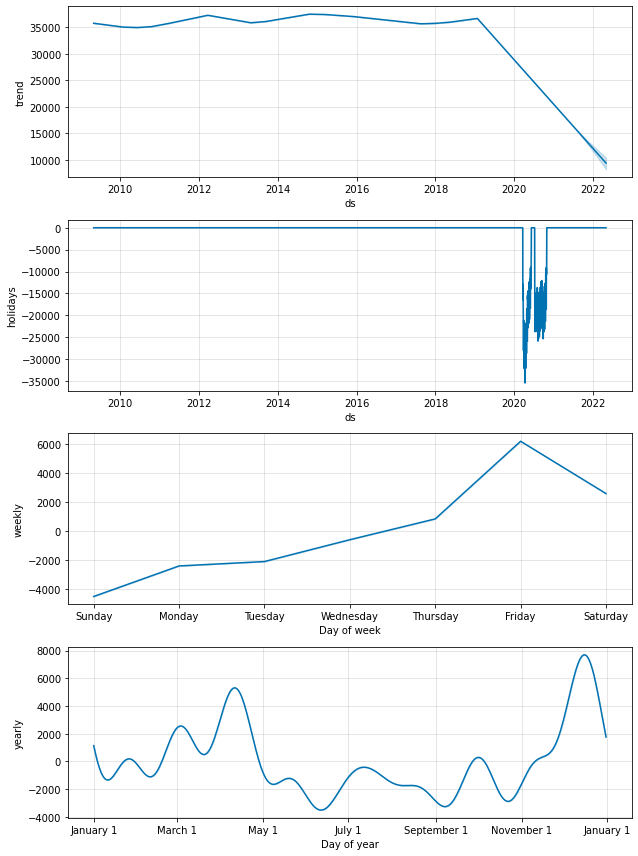 35000
30000
25000
20000
15000
10000
trend
2010 2012 2014 2016 2018 2020 2022
ds
0
−5000
−10000
−15000
−20000
−25000
−30000
−35000
holidays
2010 2012 2014 2016 2018 2020 2022
ds
6000
4000
2000
0
−2000
−4000
weekly
Sunday Monday Tuesday Wednesday Thursday Friday Saturday
Day of week
8000
6000
4000
2000
0
−2000
−4000
yearly
January 1 March 1 May 1 July 1 September 1 November 1 January 1
Day of year